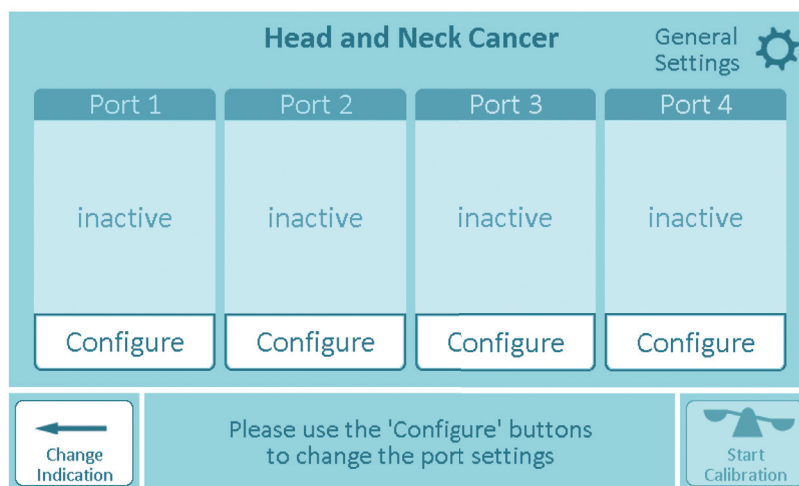 Head and Neck Cancer
General
Settings
Port 1
Port 2
Port 3
Port 4
inactive
inactive
inactive
inactive
Configure
Configure
Configure
Configure
Change
Indication
Please use the 'Configure' buttons
to change the port settings
Start
Calibration